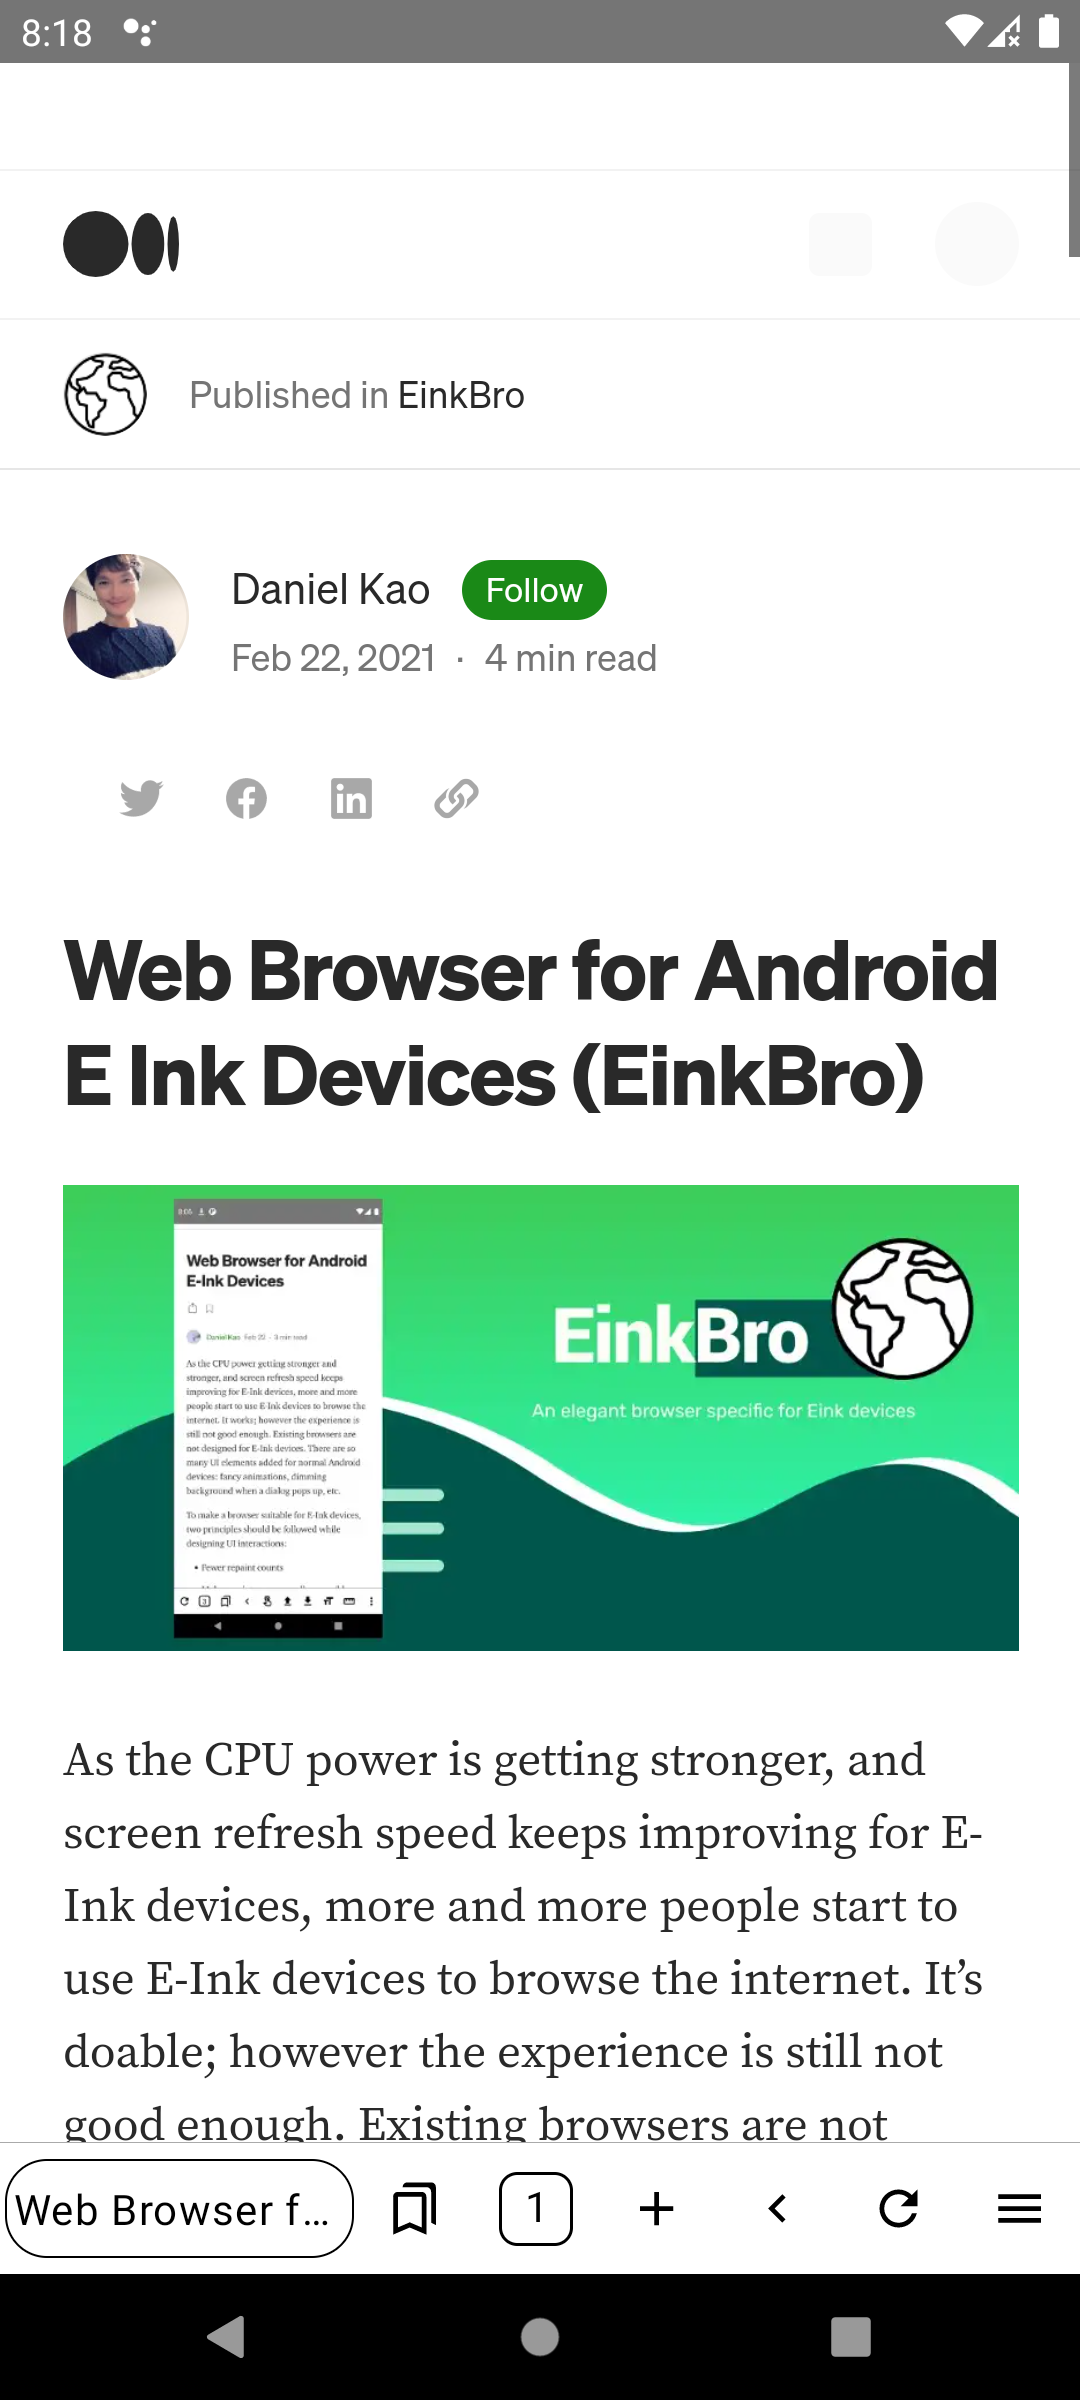 8:18
Published in EinkBro
Daniel Kao Follow
Feb 22, 2021 · 4 min read
Web Browser for Android
E Ink Devices (EinkBro)
Web Browser for Android
E-Ink Devices
Daniel Kao Feb 22 · 3 min read
As the CPU power getting stronger and
stronger, and screen refresh speed keeps
improving for E-Ink devices, more and more
people start to use E-Ink devices to browse the
internet. It works; however the experience is
still not good enough. Existing browsers are
not designed for E-Ink devices. There are so
many UI elements added for normal Android
devices: fancy animations, dimming
background when a dialog pops up, etc.
To make a browser suitable for E-Ink devices,
two principles should be followed while
designing UI interactions:
• Fewer repaint counts
EinkBro
An elegant browser specific for Eink devices
As the CPU power is getting stronger, and
screen refresh speed keeps improving for E-
Ink devices, more and more people start to
use E-Ink devices to browse the internet. It’s
doable; however the experience is still not
good enough. Existing browsers are not
Web Browser f...
1